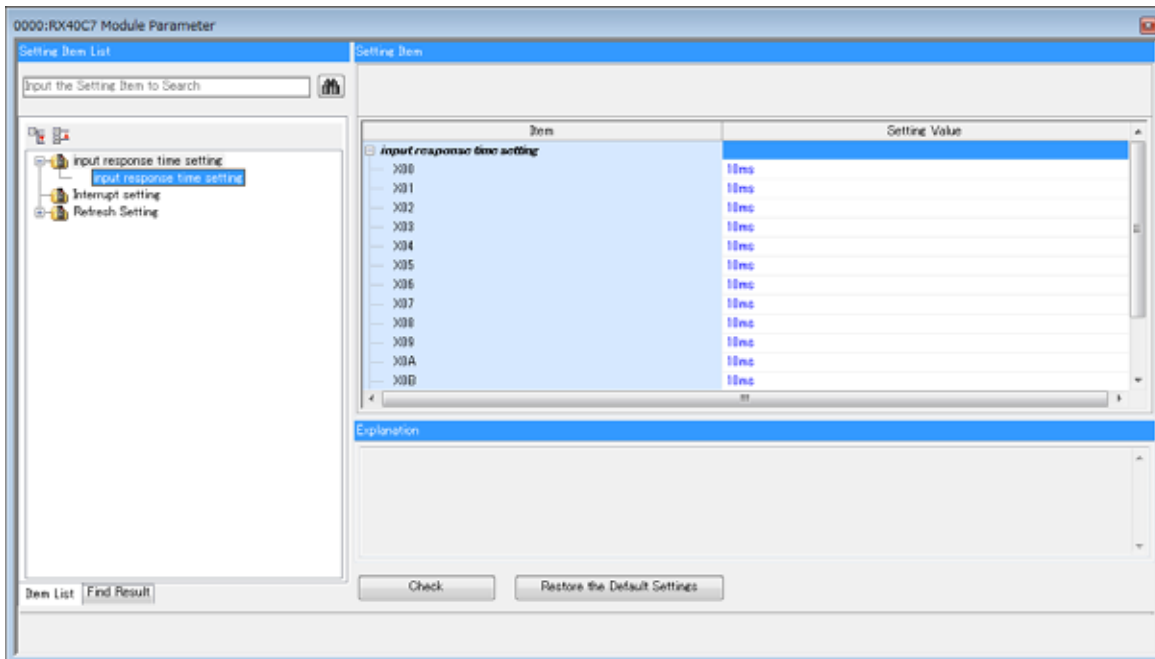 0000:RX40C7 Module Parameter
Setting Item List
Input the Setting Item to Search
input response time setting
input response time setting
Interrupt setting
Refresh Setting
Item List
Find Result
Setting Item
Item Setting Value
input response time setting
X00 10ms
X01 10ms
X02 10ms
X03 10ms
X04 10ms
X05 10ms
X06 10ms
X07 10ms
X08 10ms
X09 10ms
X0A 10ms
X0B 10ms
Explanation
Check
Restore the Default Settings